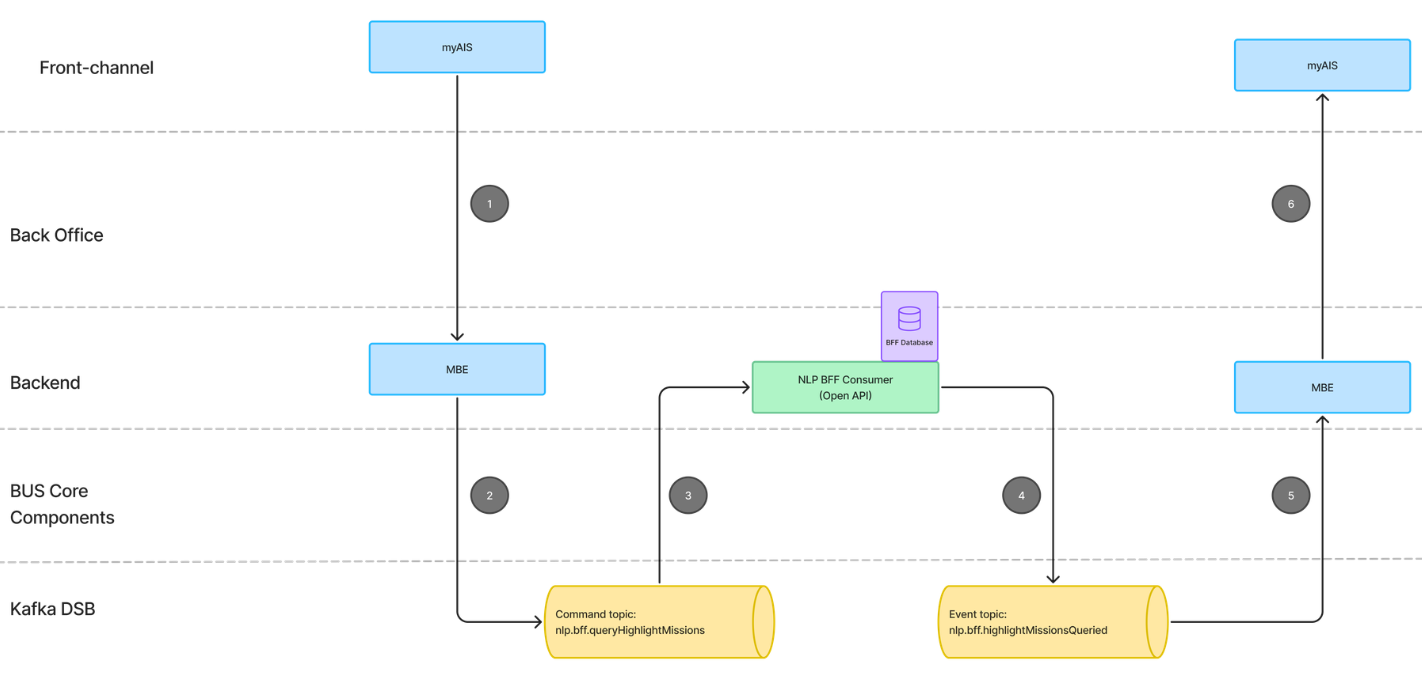 myAIS
Front-channel
myAIS
1
6
Back Office
BFF Database
MBE
Backend
NLP BFF Consumer
(Open API)
MBE
BUS Core
Components
2
3
4
5
Kafka DSB
Command topic:
nlp.bff.queryHighlightMissions
Event topic:
nlp.bff.highlightMissionsQueried